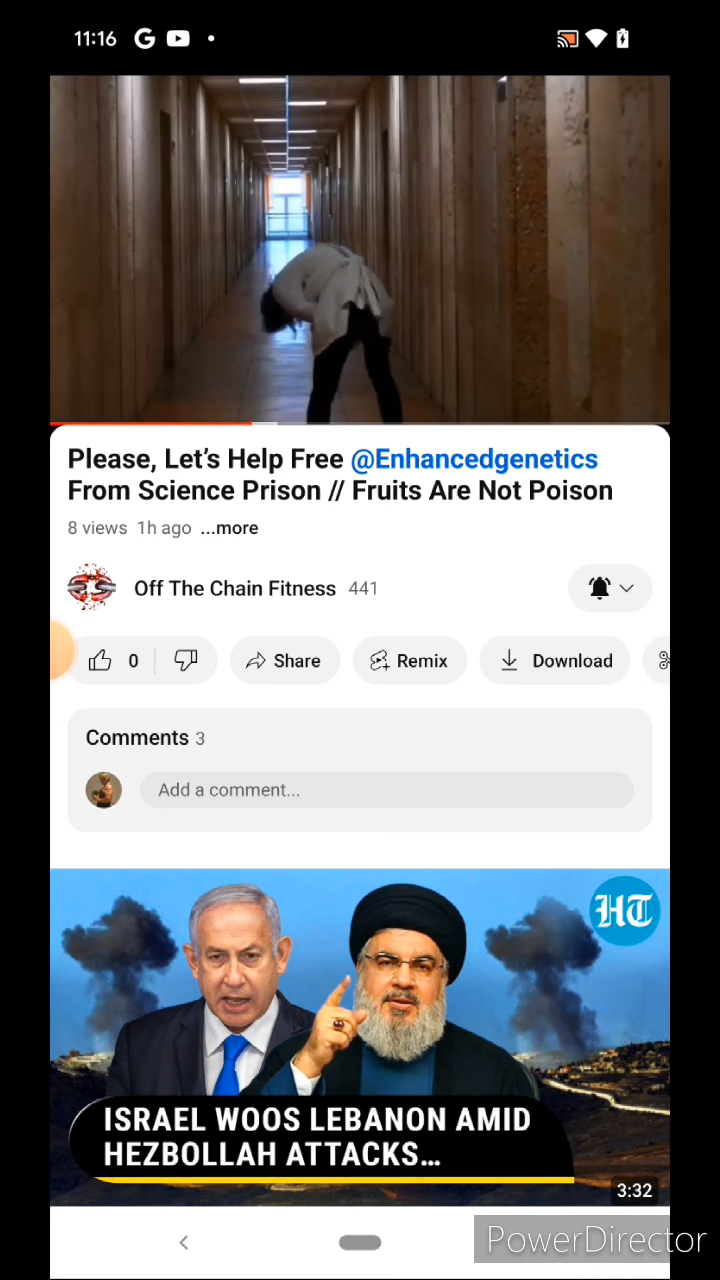 11:16
Please, Let’s Help Free @Enhancedgenetics
From Science Prison // Fruits Are Not Poison
8 views 1h ago ...more
Off The Chain Fitness 441
0 Share Remix Download
Comments 3
Add a comment...
HT
ISRAEL WOOS LEBANON AMID
HEZBOLLAH ATTACKS...
3:32
PowerDirector